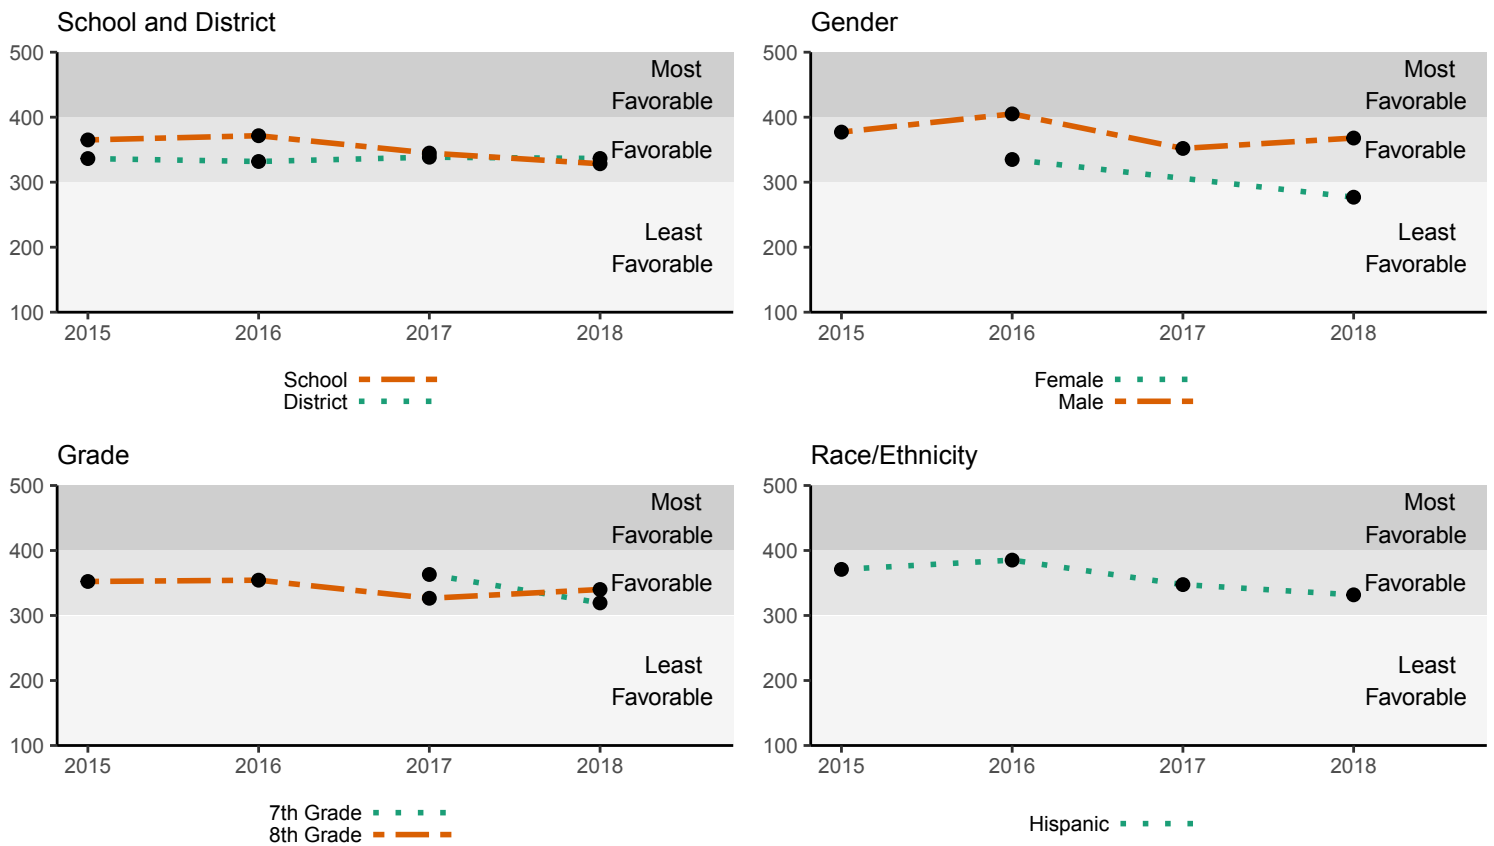 School and District
500
400
300
200
100
Most
Favorable
Favorable
Least
Favorable
2015 2016 2017 2018
School
District
Gender
500
400
300
200
100
Most
Favorable
Favorable
Least
Favorable
2015 2016 2017 2018
Female
Male
Grade
500
400
300
200
100
Most
Favorable
Favorable
Least
Favorable
2015 2016 2017 2018
7th Grade
8th Grade
Race/Ethnicity
500
400
300
200
100
Most
Favorable
Favorable
Least
Favorable
2015 2016 2017 2018
Hispanic